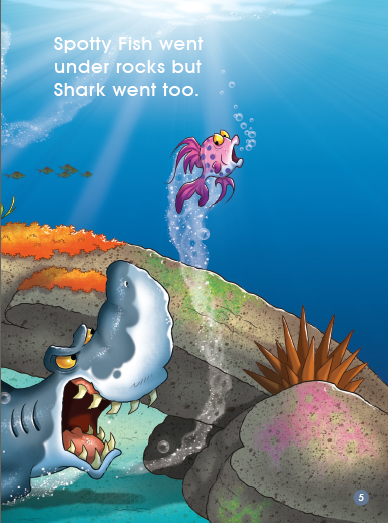 Spotty Fish went
under rocks but
Shark went too.
5